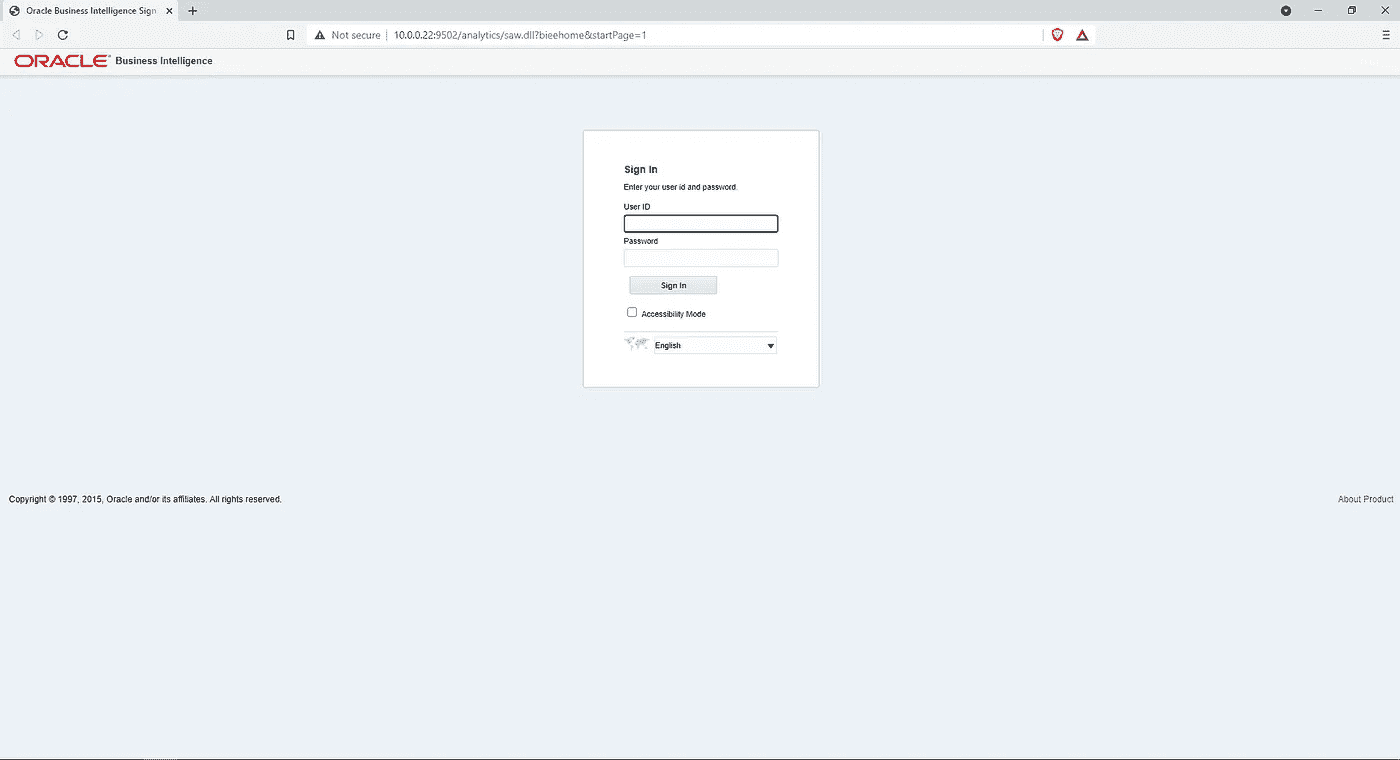 Oracle Business Intelligence Sign
Not secure
10.0.0.22:9502/analytics/saw.dll?bieehome&startPage=1
ORACLE Business Intelligence
Sign In
Enter your user id and password.
User ID
Password
Sign In
Accessibility Mode
English
Copyright © 1997, 2015, Oracle and/or its affiliates. All rights reserved.
About Product